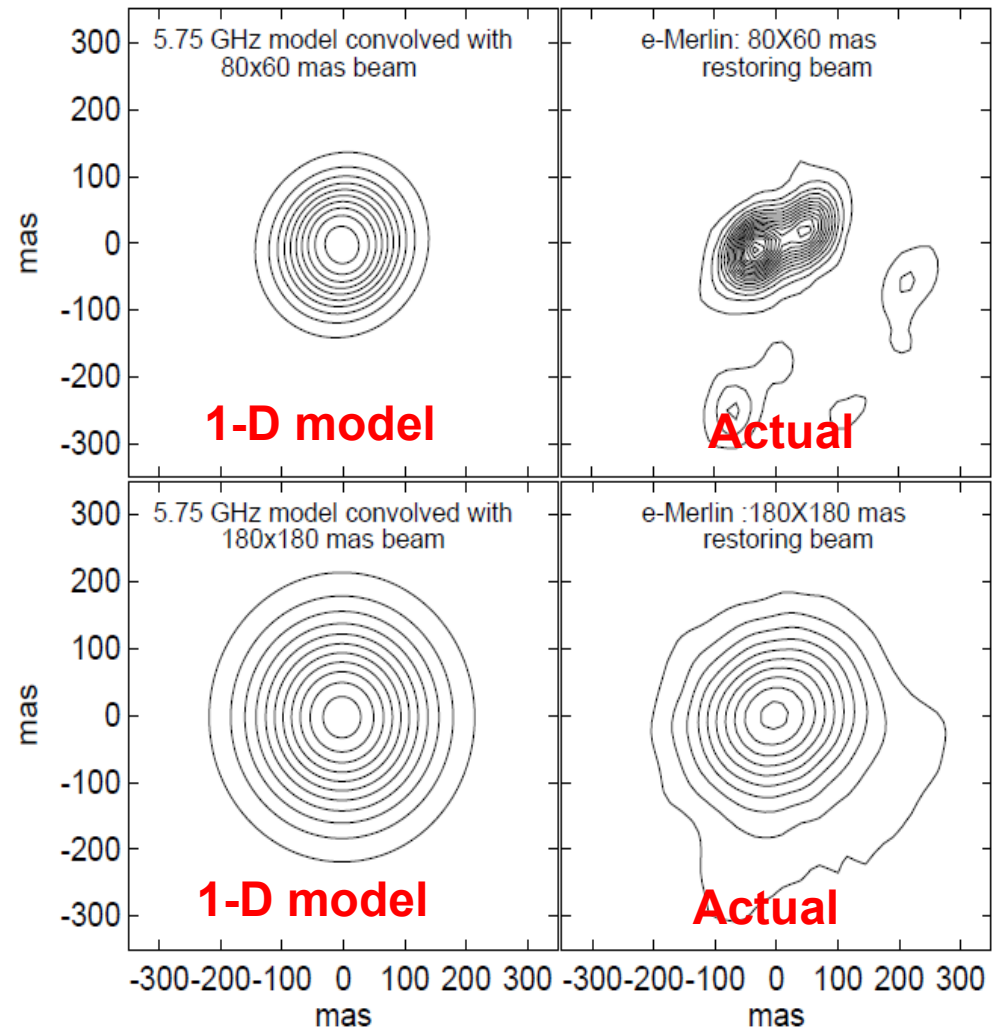 5.75 GHz model convolved with
80x60 mas beam
e-Merlin: 80X60 mas
restoring beam
300
200
100
0
-100
-200
-300
mas
1-D model
Actual
5.75 GHz model convolved with
180x180 mas beam
e-Merlin :180X180 mas
restoring beam
300
200
100
0
-100
-200
-300
mas
1-D model
Actual
-300-200-100 0 100 200 300 -300-200-100 0 100 200 300
mas
mas